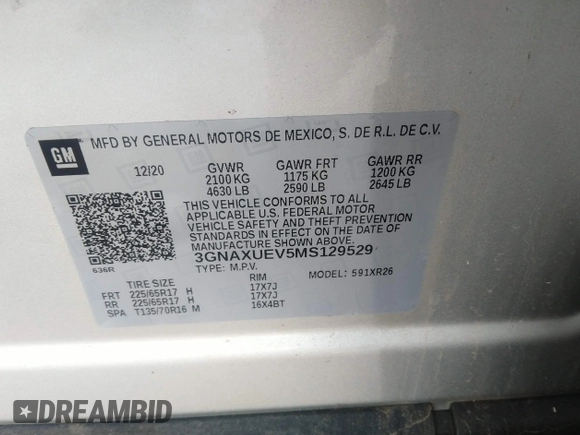 GM
MFD BY GENERAL MOTORS DE MEXICO, S. DE R.L. DE C.V.
12/20 GVWR GAWR FRT GAWR RR
2100 KG 1175 KG 1200 KG
4630 LB 2590 LB 2645 LB
THIS VEHICLE CONFORMS TO ALL
APPLICABLE U.S. FEDERAL MOTOR
VEHICLE SAFETY AND THEFT PREVENTION
STANDARDS IN EFFECT ON THE DATE OF
MANUFACTURE SHOWN ABOVE.
3GNAXUEV5MS129529
636R
TYPE: M.P.V. MODEL: 591XR26
TIRE SIZE RIM
FRT 225/65R17 H 17X7J
RR 225/65R17 H 17X7J
SPA T135/70R16 M 16X4BT
DREAMBID